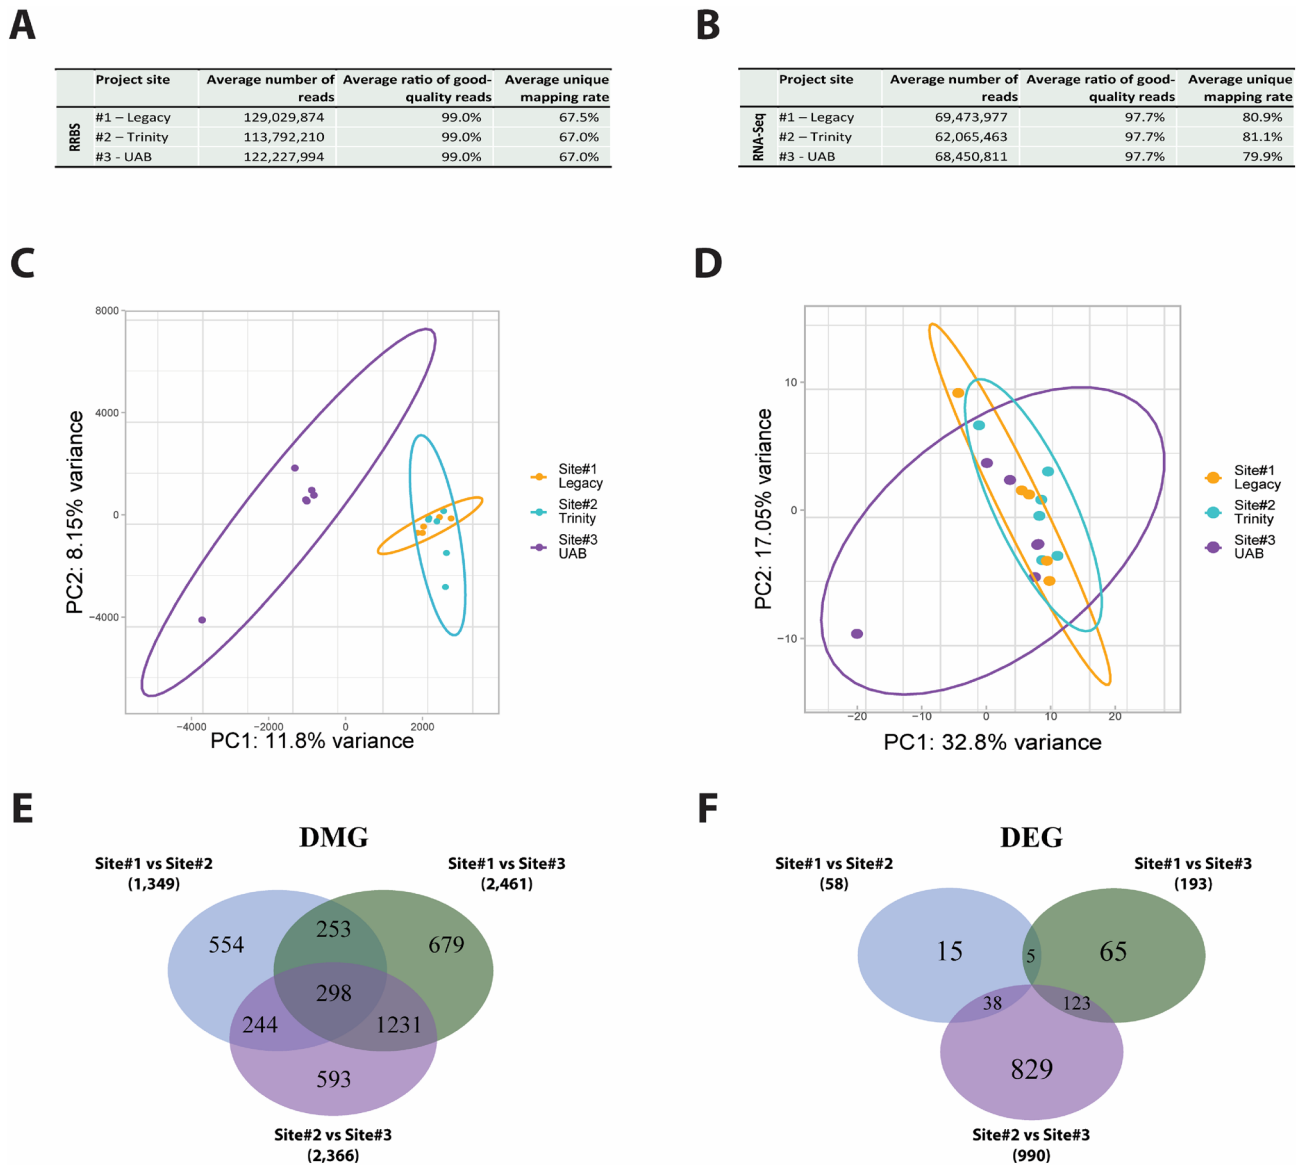 A
B
Project site Average number of reads Average ratio of good-quality reads Average unique mapping rate
RRBS
#1 – Legacy 129,029,874 99.0% 67.5%
#2 – Trinity 113,792,210 99.0% 67.0%
#3 - UAB 122,227,994 99.0% 67.0%
Project site Average number of reads Average ratio of good-quality reads Average unique mapping rate
RNA-Seq
#1 – Legacy 69,473,977 97.7% 80.9%
#2 – Trinity 62,065,463 97.7% 81.1%
#3 - UAB 68,450,811 97.7% 79.9%
C
PC2: 8.15% variance
8000
4000
0
−4000
−4000 −2000 0 2000
PC1: 11.8% variance
Site#1
Legacy
Site#2
Trinity
Site#3
UAB
D
PC2: 17.05% variance
10
0
−10
−20 −10 0 10 20
PC1: 32.8% variance
Site#1
Legacy
Site#2
Trinity
Site#3
UAB
E
DMG
Site#1 vs Site#2
(1,349)
Site#1 vs Site#3
(2,461)
253
554
679
298
244
1231
593
Site#2 vs Site#3
(2,366)
F
DEG
Site#1 vs Site#2
(58)
Site#1 vs Site#3
(193)
15
5
65
38
123
829
Site#2 vs Site#3
(990)